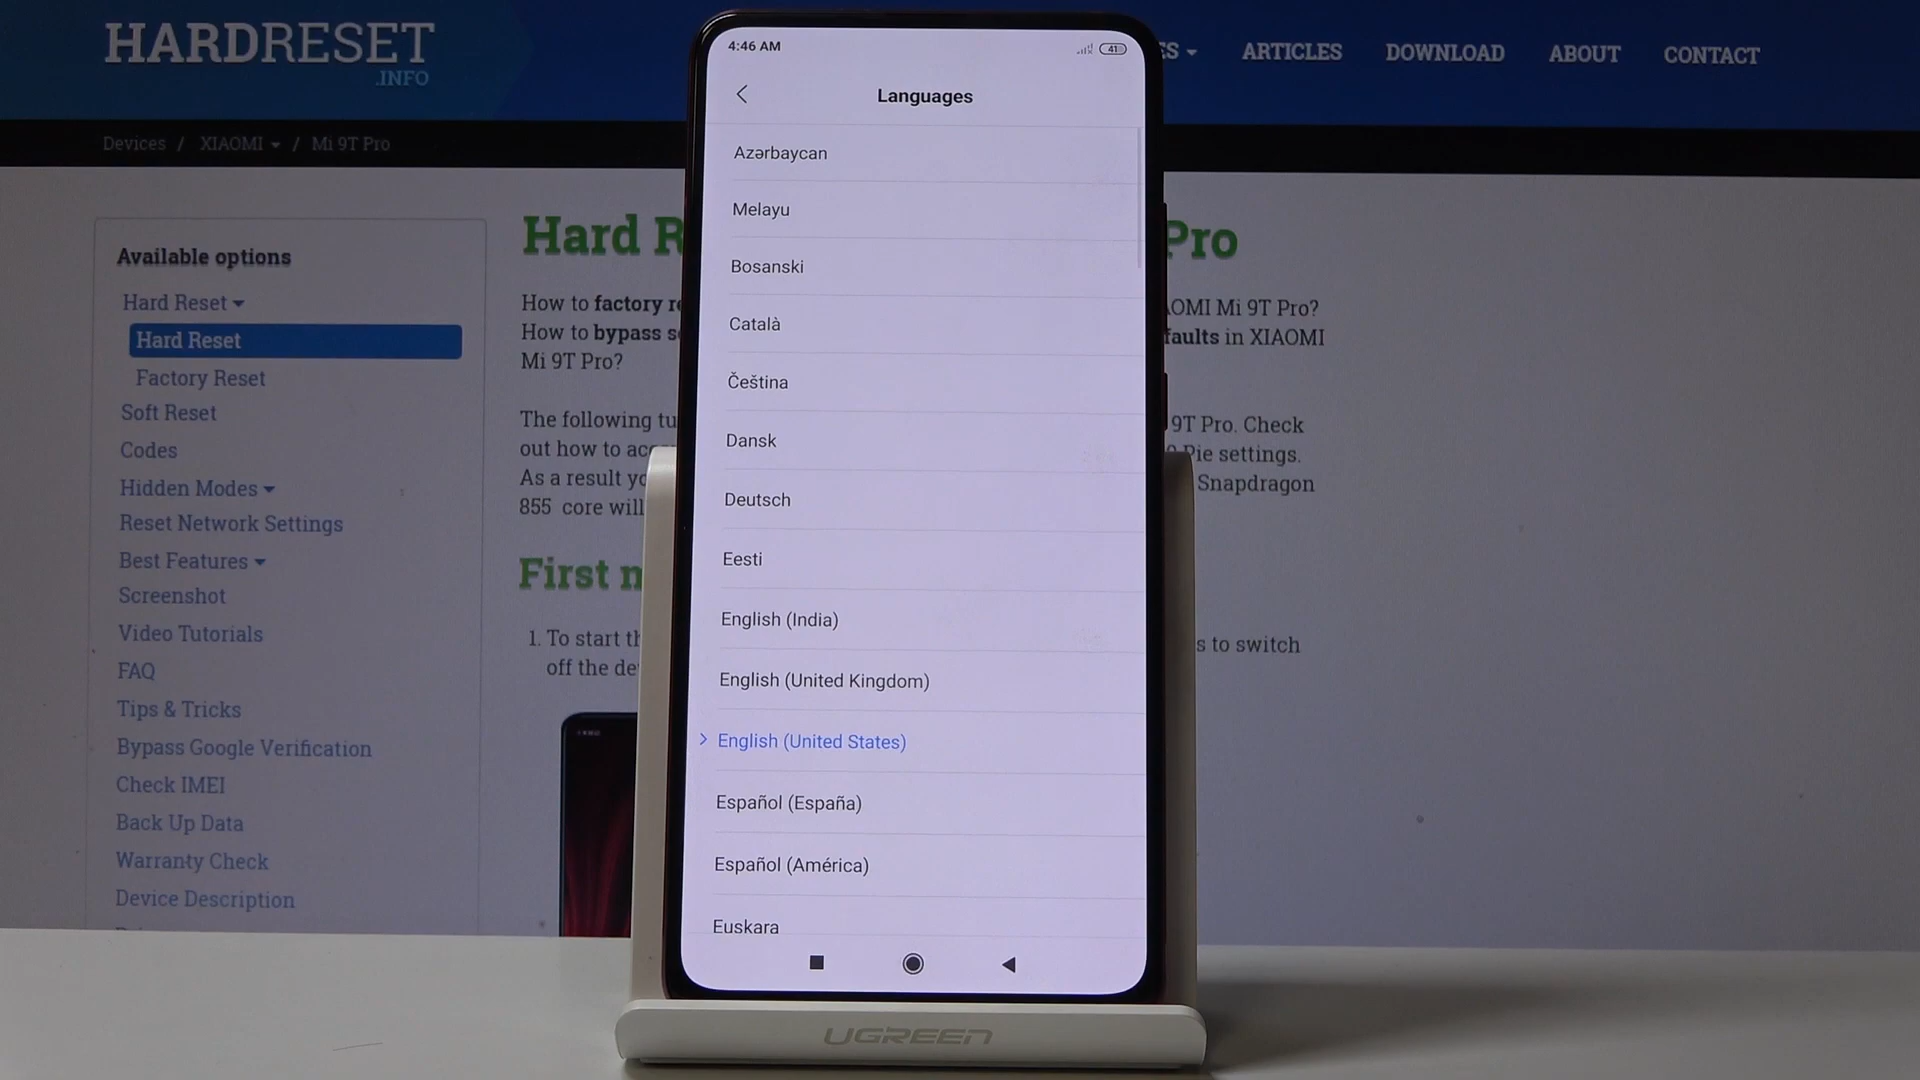 HARDRESET
.INFO
ES
ARTICLES
DOWNLOAD
ABOUT
CONTACT
Devices / XIAOMI / Mi 9T Pro
Available options
Hard Reset
Hard Reset
Factory Reset
Soft Reset
Codes
Hidden Modes
Reset Network Settings
Best Features
Screenshot
Video Tutorials
FAQ
Tips & Tricks
Bypass Google Verification
Check IMEI
Back Up Data
Warranty Check
Device Description
Hard R
Pro
How to factory re
OMI Mi 9T Pro?
How to bypass s
faults in XIAOMI
Mi 9T Pro?
The following tu
9T Pro. Check
out how to acc
Pie settings.
As a result yo
Snapdragon
855 core will
First m
1. To start th
s to switch
off the de
4:46 AM
41
Languages
Azərbaycan
Melayu
Bosanski
Català
Čeština
Dansk
Deutsch
Eesti
English (India)
English (United Kingdom)
English (United States)
Español (España)
Español (América)
Euskara
UGREEN